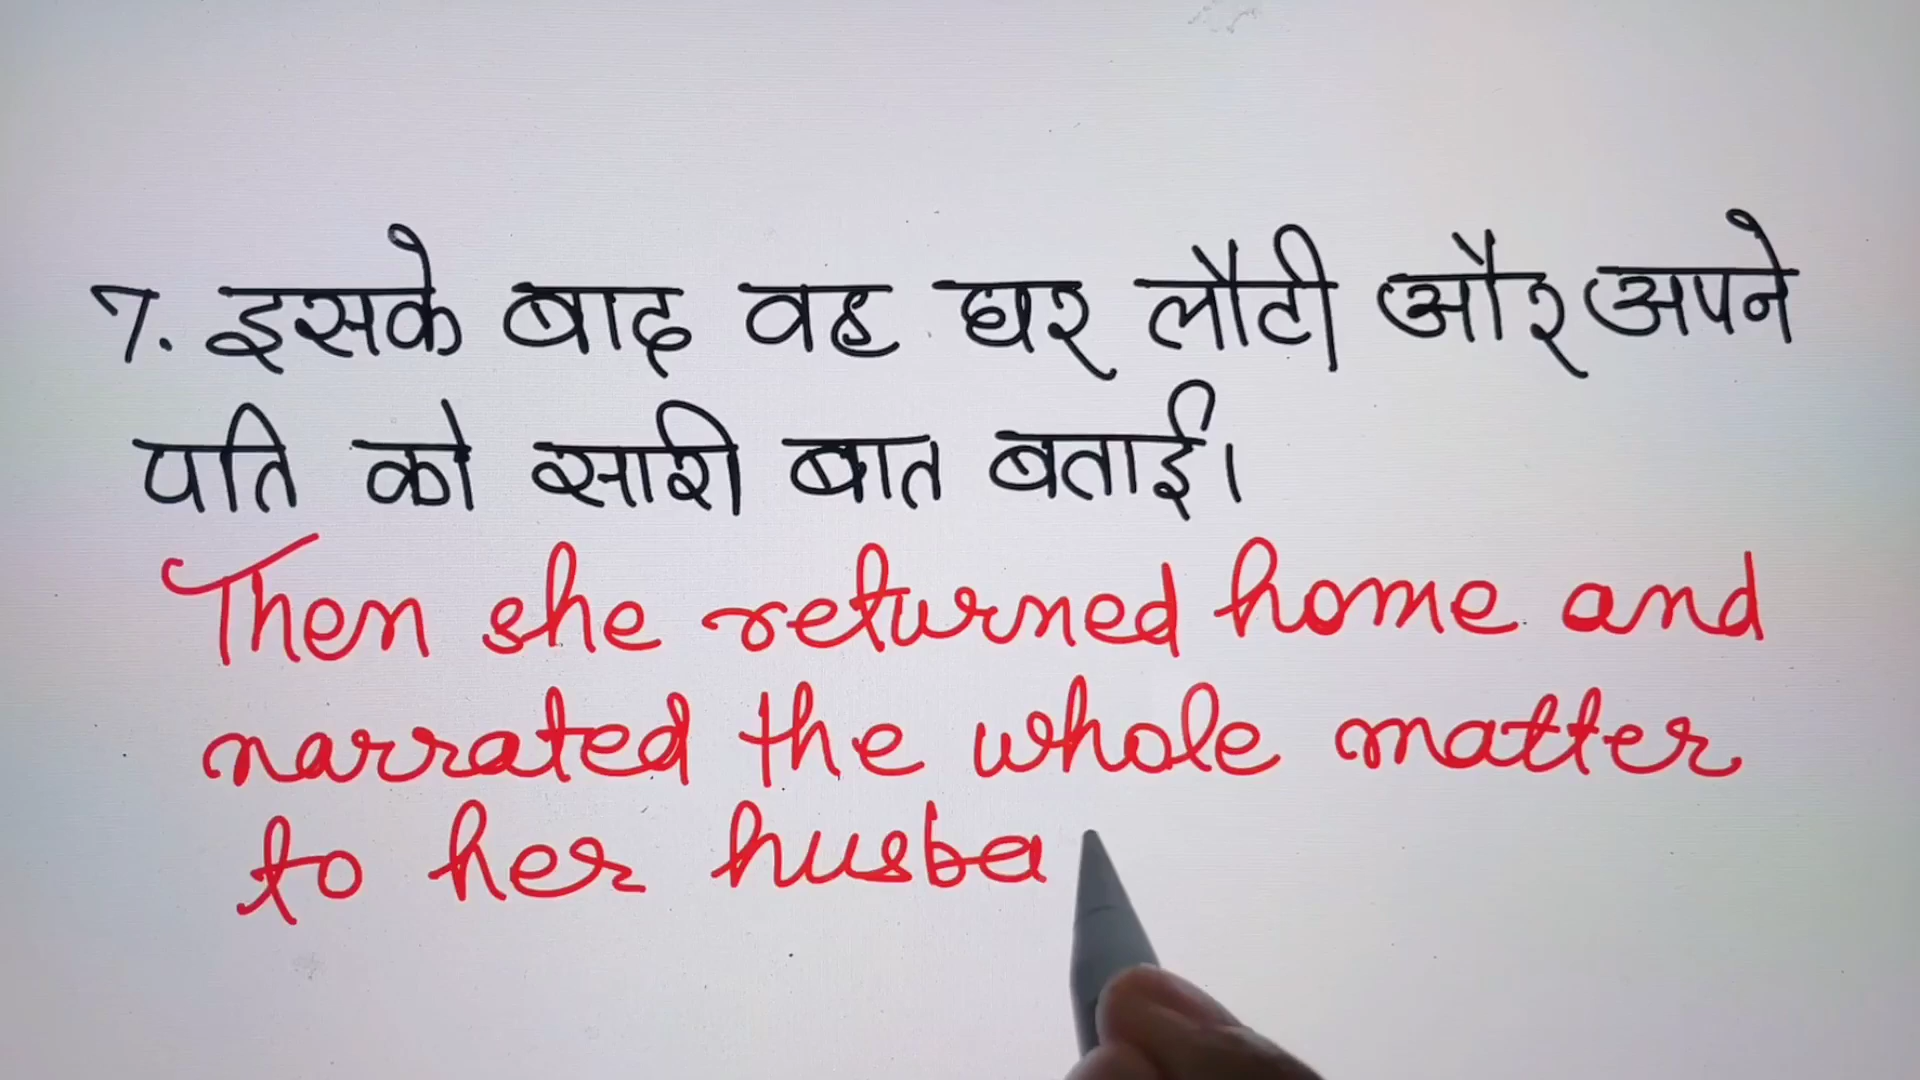 7. इसके बाद वह घर लौटी और अपने
पति को सारी बात बताई।
Then she returned home and
narrated the whole matter
to her husba